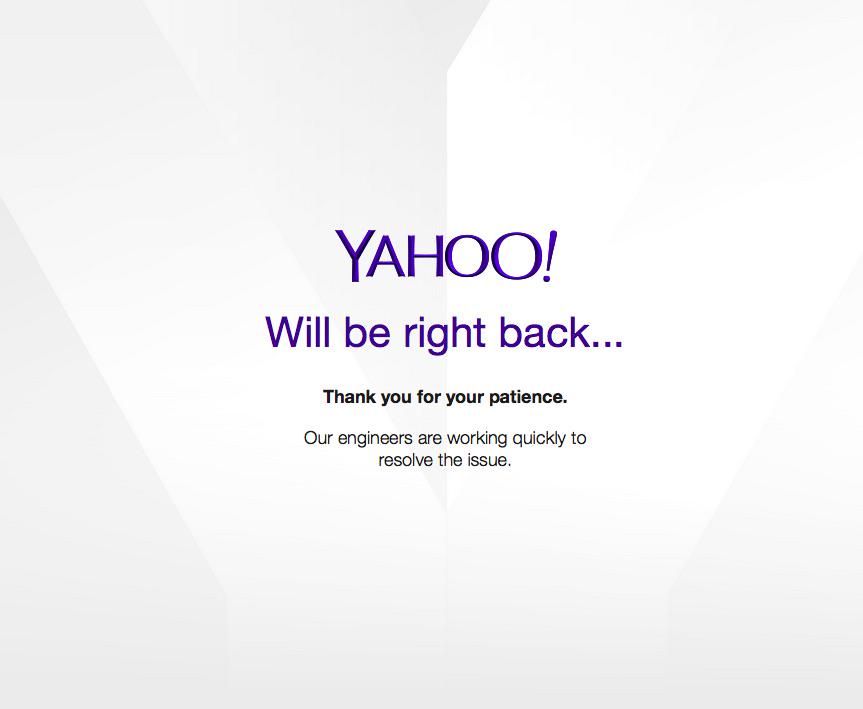 YAHOO!
Will be right back...
Thank you for your patience.
Our engineers are working quickly to
resolve the issue.